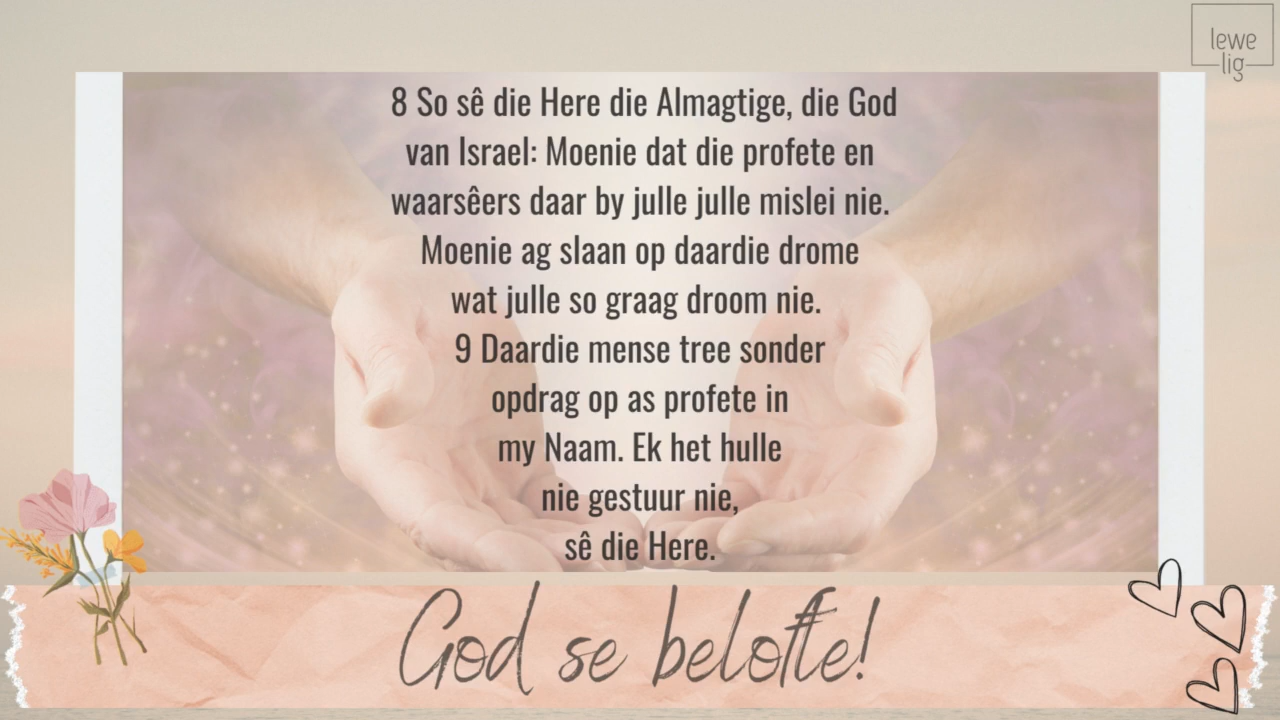 lewe
lig
8 So sê die Here die Almagtige, die God
van Israel: Moenie dat die profete en
waarsêers daar by julle julle mislei nie.
Moenie ag slaan op daardie drome
wat julle so graag droom nie.
9 Daardie mense tree sonder
opdrag op as profete in
my Naam. Ek het hulle
nie gestuur nie,
sê die Here.
God se belofte!